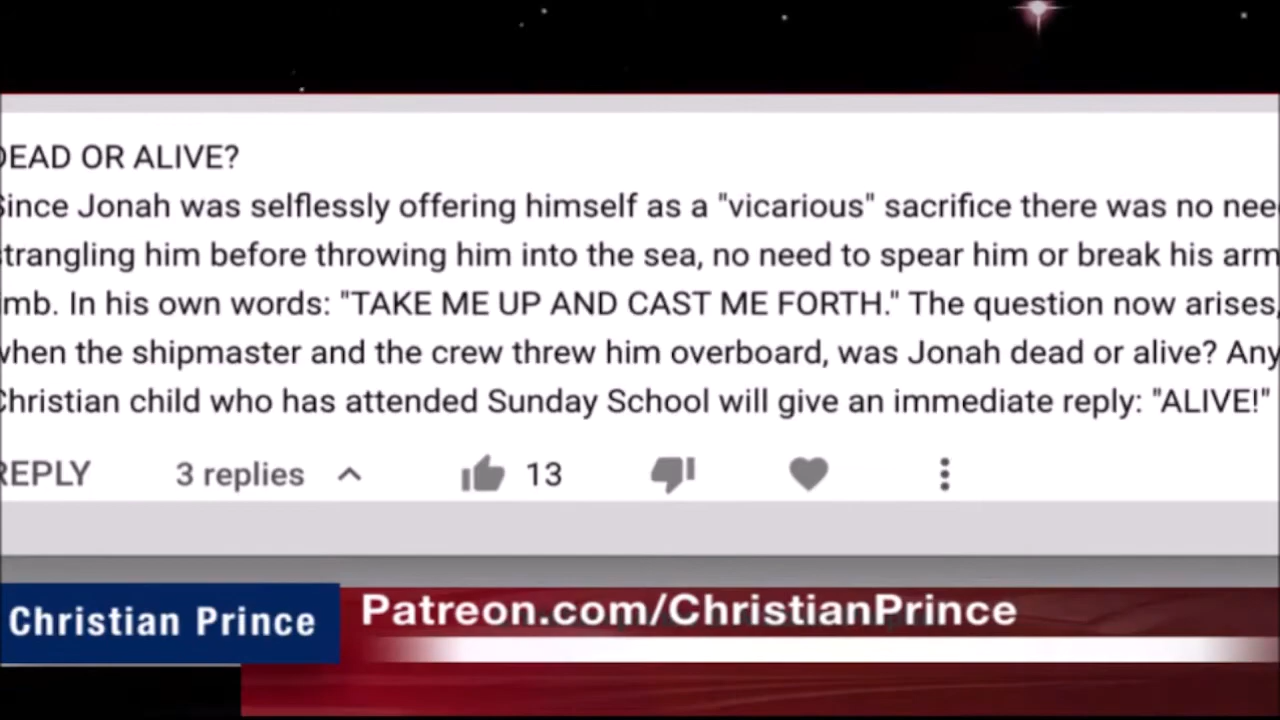 DEAD OR ALIVE?
Since Jonah was selflessly offering himself as a "vicarious" sacrifice there was no nee
strangling him before throwing him into the sea, no need to spear him or break his arm
imb. In his own words: "TAKE ME UP AND CAST ME FORTH." The question now arises,
when the shipmaster and the crew threw him overboard, was Jonah dead or alive? Any
Christian child who has attended Sunday School will give an immediate reply: "ALIVE!"
REPLY 3 replies 13
Christian Prince
Patreon.com/ChristianPrince